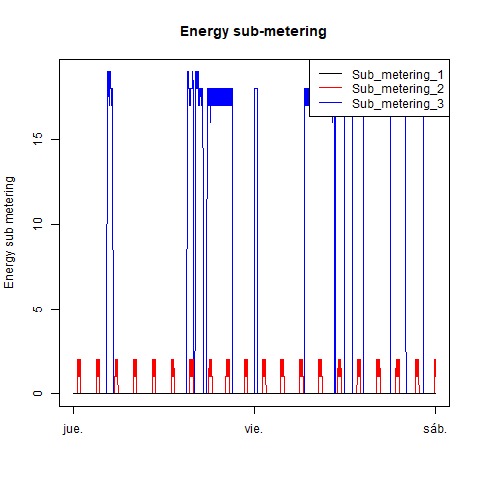 Energy sub-metering
Sub_metering_1
Sub_metering_2
Sub_metering_3
Energy sub metering
15
10
5
0
jue.
vie.
sáb.